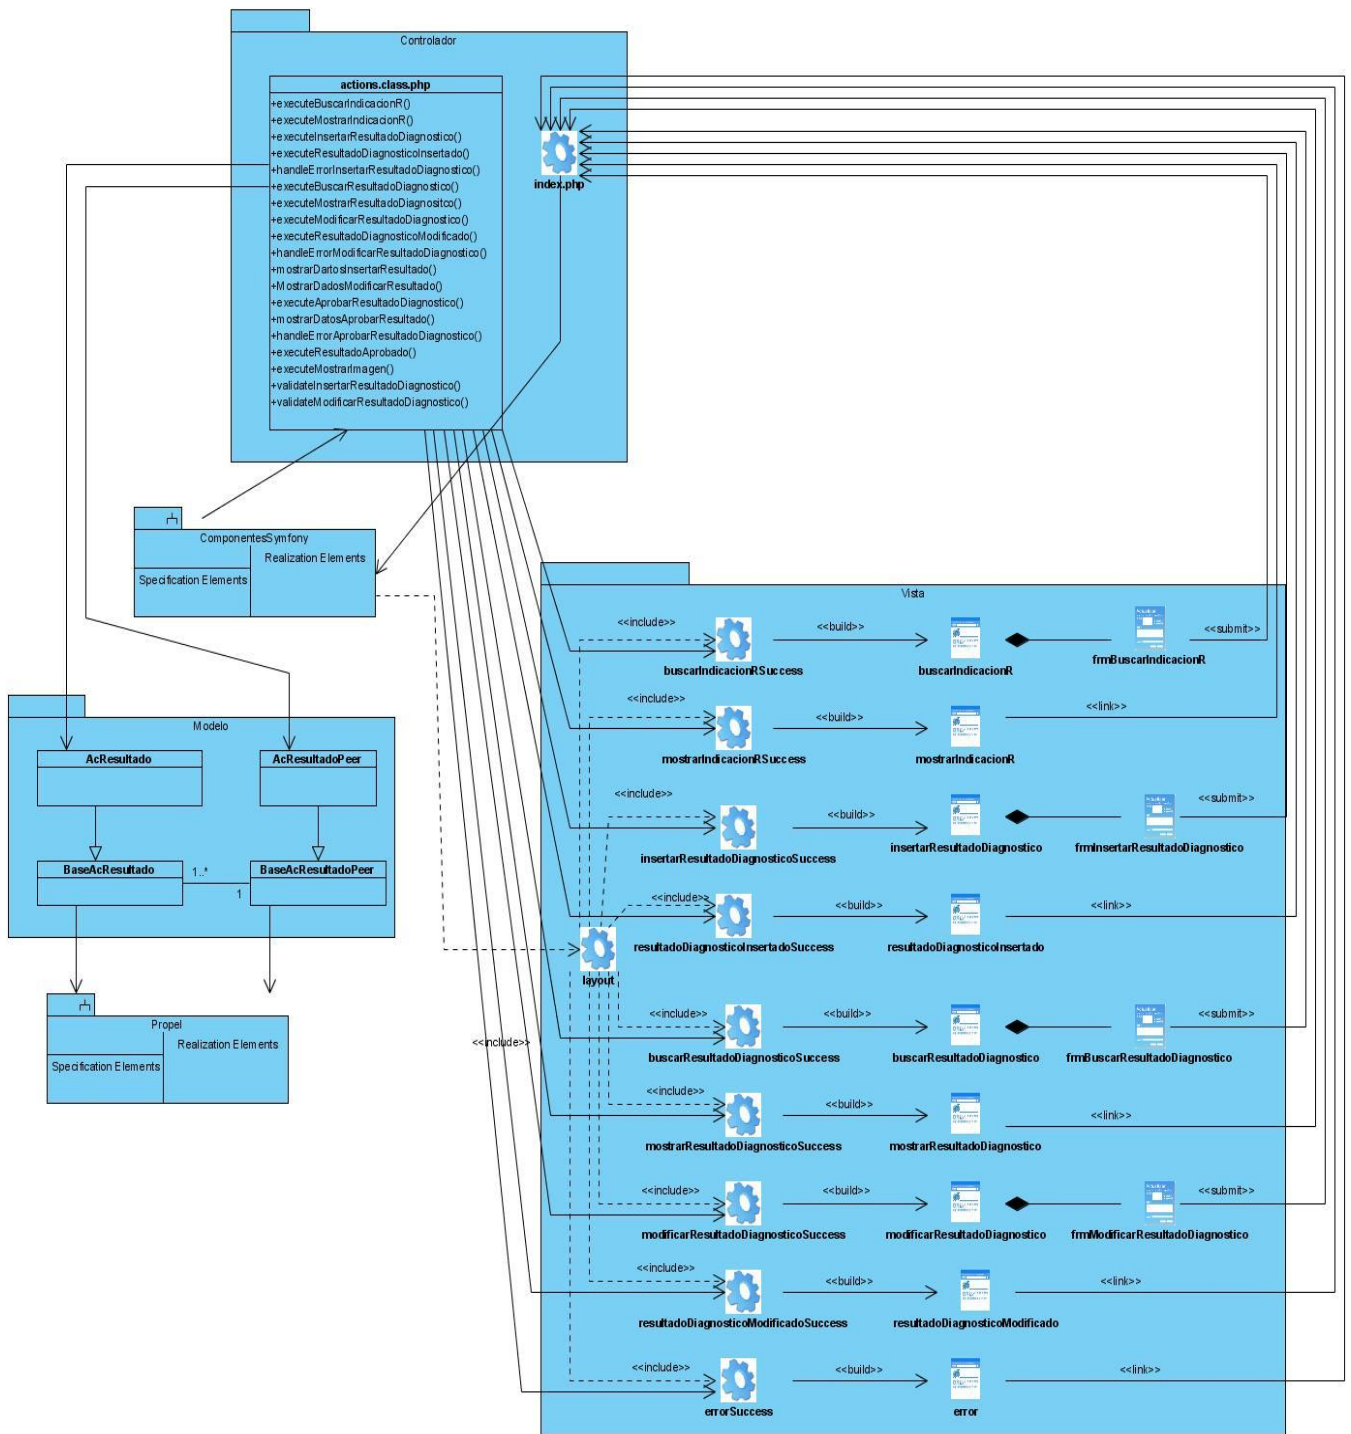 Controlador
actions.class.php
+executeBuscarIndicacionR()
+executeMostrarIndicacionR()
+executeInsertarResultadoDiagnostico()
+executeResultadoDiagnosticoInsertado()
+handleErrorInsertarResultadoDiagnostico()
+executeBuscarResultadoDiagnostico()
+executeMostrarResultadoDiagnositco()
+executeModificarResultadoDiagnostico()
+executeResultadoDiagnosticoModificado()
+handleErrorModificarResultadoDiagnostico()
+mostrarDartosInsertarResultado()
+MostrarDadosModificarResultado()
+executeAprobarResultadoDiagnostico()
+mostrarDatosAprobarResultado()
+handleErrorAprobarResultadoDiagnostico()
+executeResultadoAprobado()
+executeMostrarImagen()
+validateInsertarResultadoDiagnostico()
+validateModificarResultadoDiagnostico()
index.php
ComponentesSymfony
Realization Elements
Specification Elements
Vista
<<include>>
<<build>>
<<submit>>
buscarIndicacionRSuccess
buscarIndicacionR
frmBuscarIndicacionR
<<include>>
<<build>>
<<link>>
mostrarIndicacionRSuccess
mostrarIndicacionR
<<include>>
<<build>>
<<submit>>
insertarResultadoDiagnosticoSuccess
insertarResultadoDiagnostico
frmInsertarResultadoDiagnostico
<<include>>
<<build>>
<<link>>
resultadoDiagnosticoInsertadoSuccess
resultadoDiagnosticoInsertado
layout
<<include>>
<<build>>
<<submit>>
buscarResultadoDiagnosticoSuccess
buscarResultadoDiagnostico
frmBuscarResultadoDiagnostico
<<include>>
<<include>>
<<build>>
<<link>>
mostrarResultadoDiagnosticoSuccess
mostrarResultadoDiagnostico
<<include>>
<<build>>
<<submit>>
modificarResultadoDiagnosticoSuccess
modificarResultadoDiagnostico
frmModificarResultadoDiagnostico
<<build>>
<<link>>
resultadoDiagnosticoModificadoSuccess
resultadoDiagnosticoModificado
<<include>>
<<build>>
<<link>>
errorSuccess
error
Modelo
AcResultado
AcResultadoPeer
BaseAcResultado
1..*
1
BaseAcResultadoPeer
Propel
Realization Elements
Specification Elements